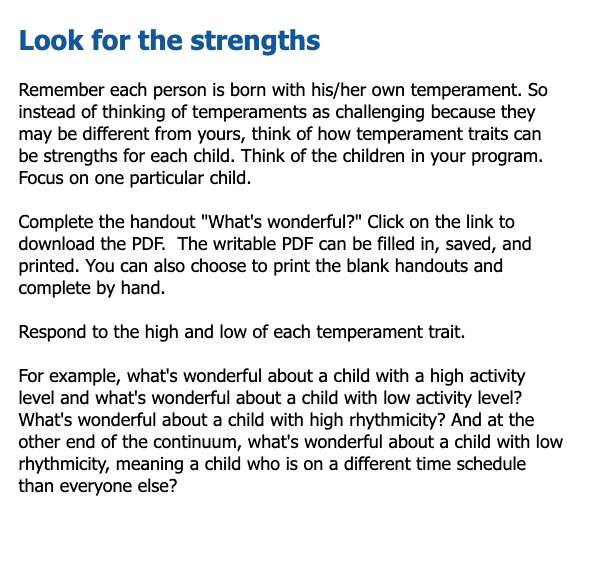 Look for the strengths
Remember each person is born with his/her own temperament. So
instead of thinking of temperaments as challenging because they
may be different from yours, think of how temperament traits can
be strengths for each child. Think of the children in your program.
Focus on one particular child.
Complete the handout "What's wonderful?" Click on the link to
download the PDF.  The writable PDF can be filled in, saved, and
printed. You can also choose to print the blank handouts and
complete by hand.
Respond to the high and low of each temperament trait.
For example, what's wonderful about a child with a high activity
level and what's wonderful about a child with low activity level?
What's wonderful about a child with high rhythmicity? And at the
other end of the continuum, what's wonderful about a child with low
rhythmicity, meaning a child who is on a different time schedule
than everyone else?